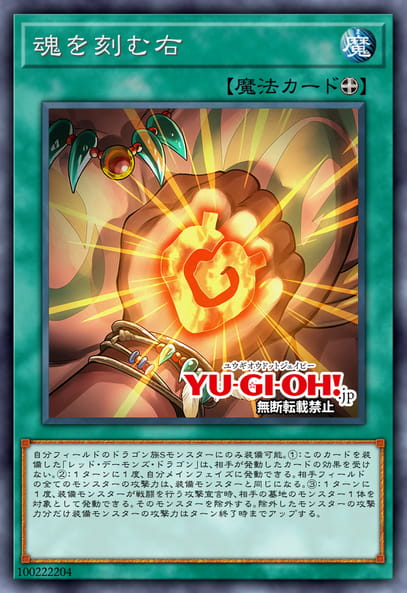 魂を刻む右
魔
【魔法カード】
ユウギオウドットジェイピー
YU-GI-OH!.jp
無断転載禁止
自分フィールドのドラゴン族Sモンスターにのみ装備可能。①:このカードを
装備した「レッド・デーモンズ・ドラゴン」は、相手が発動したカードの効果を受け
ない。②:1ターンに1度、自分メインフェイズに発動できる。相手フィールド
の全てのモンスターの攻撃力は、装備モンスターと同じになる。③:1ターンに
1度、装備モンスターが戦闘を行う攻撃宣言時、相手の墓地のモンスター1体を
対象として発動できる。そのモンスターを除外する。除外したモンスターの攻撃
力分だけ装備モンスターの攻撃力はターン終了時までアップする。
100222204